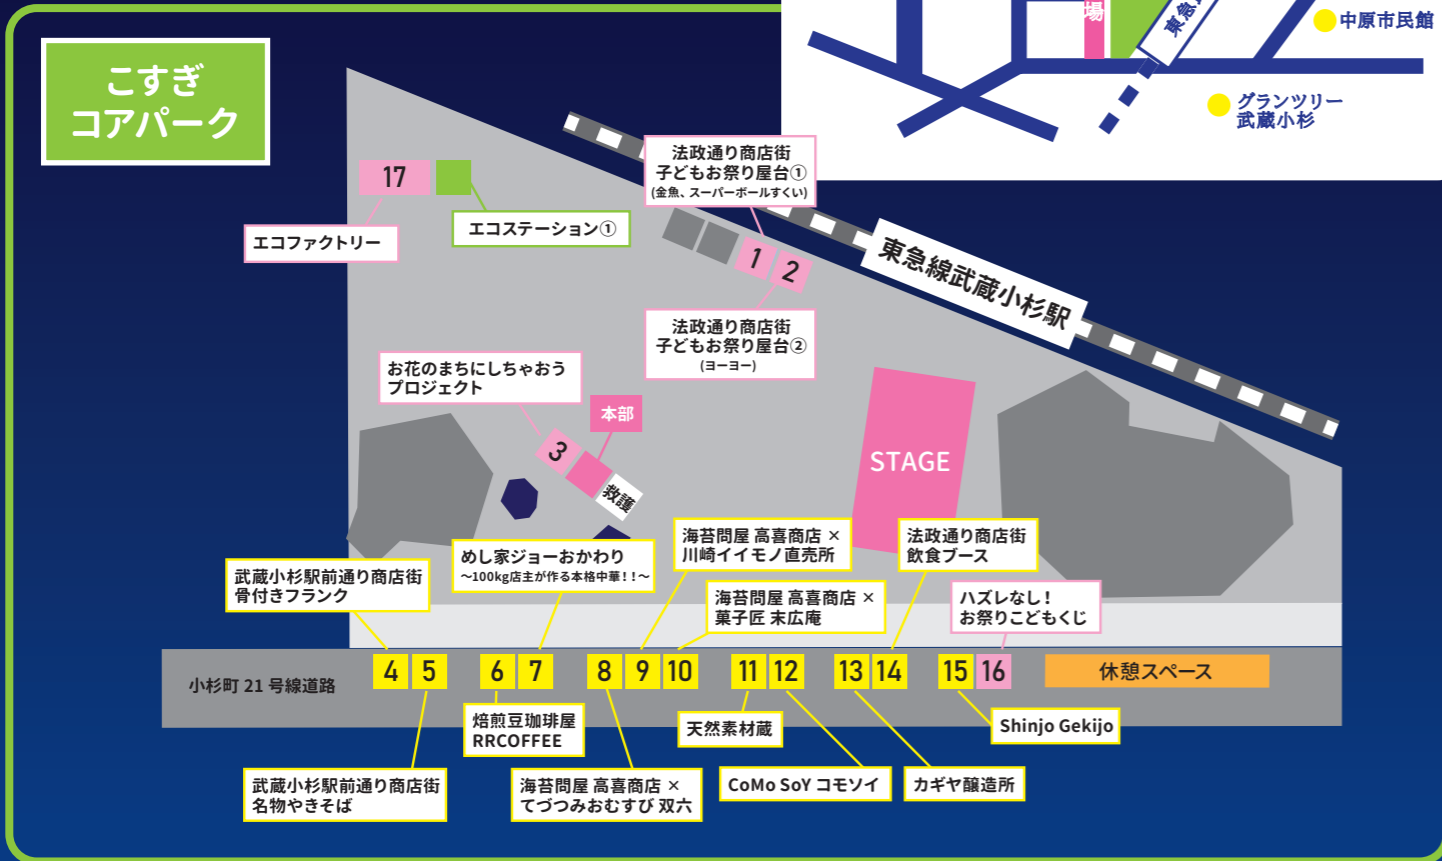 こすぎ
コアパーク
場
東急
中原市民館
グランツリー
武蔵小杉
17
エコファクトリー
エコステーション①
法政通り商店街
子どもお祭り屋台①
(金魚、スーパーボールすくい)
1
2
東急線武蔵小杉駅
法政通り商店街
子どもお祭り屋台②
(ヨーヨー)
お花のまちにしちゃおう
プロジェクト
本部
3
救護
STAGE
武蔵小杉駅前通り商店街
骨付きフランク
めし家ジョーおかわり
〜100kg店主が作る本格中華！！〜
海苔問屋 高喜商店 ×
川崎イイモノ直売所
海苔問屋 高喜商店 ×
菓子匠 末広庵
法政通り商店街
飲食ブース
ハズレなし！
お祭りこどもくじ
小杉町 21 号線道路
4
5
6
7
8
9
10
11
12
13
14
15
16
休憩スペース
武蔵小杉駅前通り商店街
名物やきそば
焙煎豆珈琲屋
RRCOFFEE
海苔問屋 高喜商店 ×
てづつみおむすび 双六
天然素材蔵
CoMo SoY コモソイ
カギヤ醸造所
Shinjo Gekijo